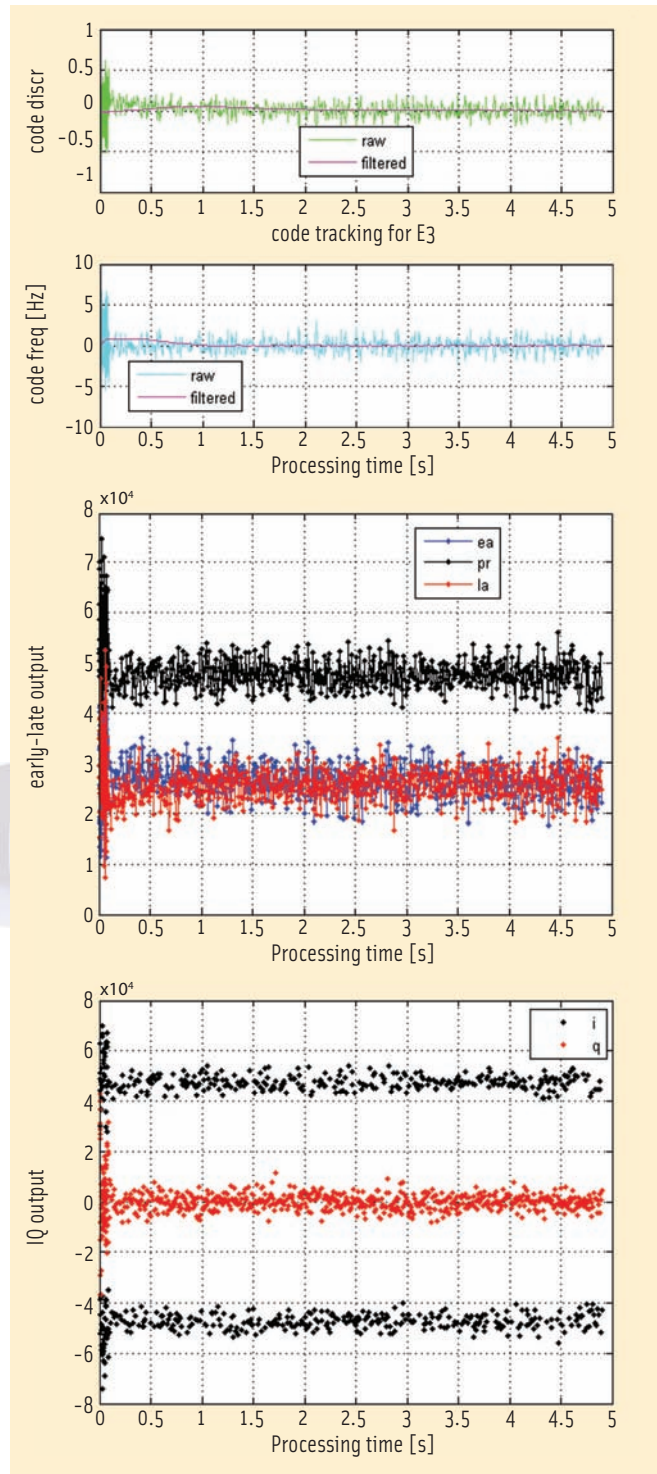 1
0.5
0
-0.5
-1
code discr
raw
filtered
0 0.5 1 1.5 2 2.5 3 3.5 4 4.5 5
code tracking for E3
10
5
0
-5
-10
code freq [Hz]
raw
filtered
0 0.5 1 1.5 2 2.5 3 3.5 4 4.5 5
Processing time [s]
x10⁴
8
7
6
5
4
3
2
1
0
early-late output
ea
pr
la
0 0.5 1 1.5 2 2.5 3 3.5 4 4.5 5
Processing time [s]
x10⁴
8
6
4
2
0
-2
-4
-6
-8
IQ output
i
q
0 0.5 1 1.5 2 2.5 3 3.5 4 4.5 5
Processing time [s]